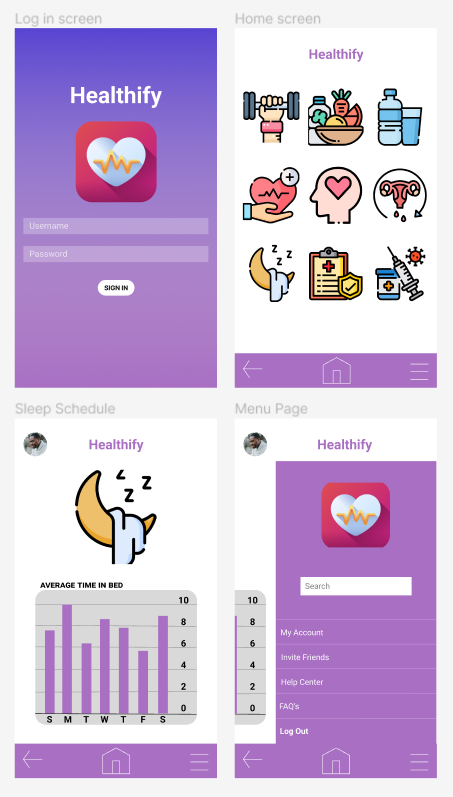 Log in screen
Healthify
Username
Password
SIGN IN
Home screen
Healthify
z
z
z
Sleep Schedule
Healthify
z
z
z
AVERAGE TIME IN BED
10
8
6
4
2
0
S M T W T F S
Menu Page
Healthify
Search
10
8
6
4
2
0
My Account
Invite Friends
Help Center
FAQ's
Log Out